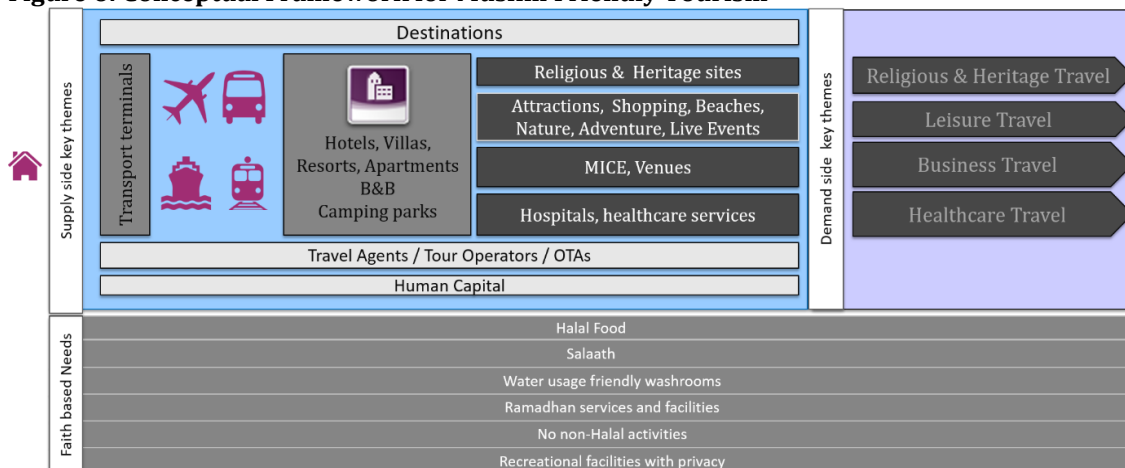 Supply side key themes
Destinations
Transport terminals
Hotels, Villas,
Resorts, Apartments
B&B
Camping parks
Religious & Heritage sites
Attractions, Shopping, Beaches,
Nature, Adventure, Live Events
MICE, Venues
Hospitals, healthcare services
Travel Agents / Tour Operators / OTAs
Human Capital
Demand side key themes
Religious & Heritage Travel
Leisure Travel
Business Travel
Healthcare Travel
Faith based Needs
Halal Food
Salaath
Water usage friendly washrooms
Ramadhan services and facilities
No non-Halal activities
Recreational facilities with privacy